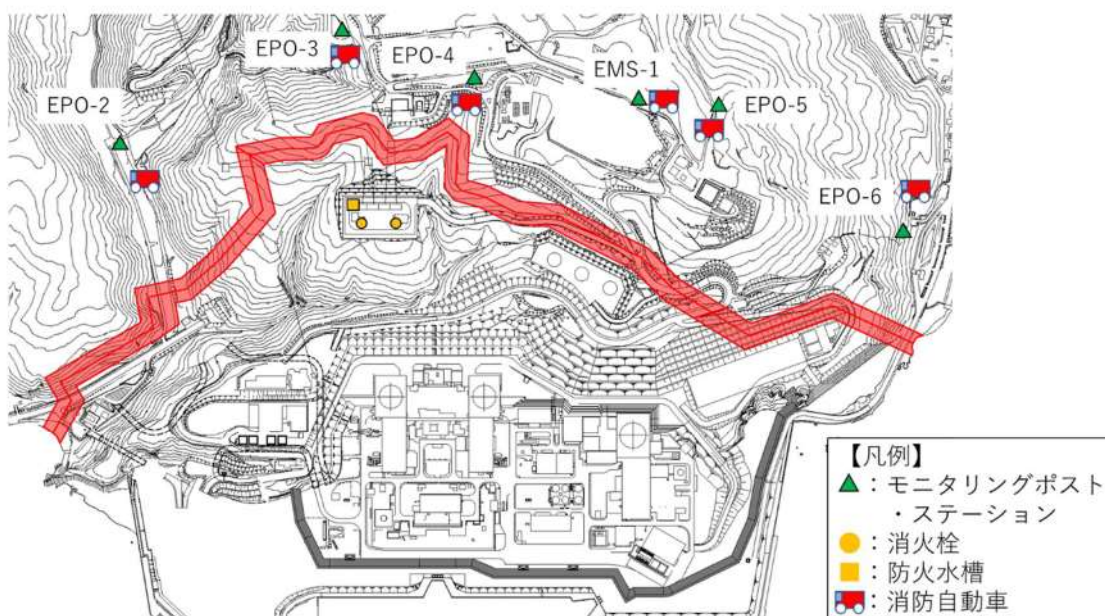 EPO-3
EPO-4
EMS-1
EPO-2
EPO-5
EPO-6
【凡例】
:モニタリングポスト
・ステーション
:消火栓
:防火水槽
:消防自動車